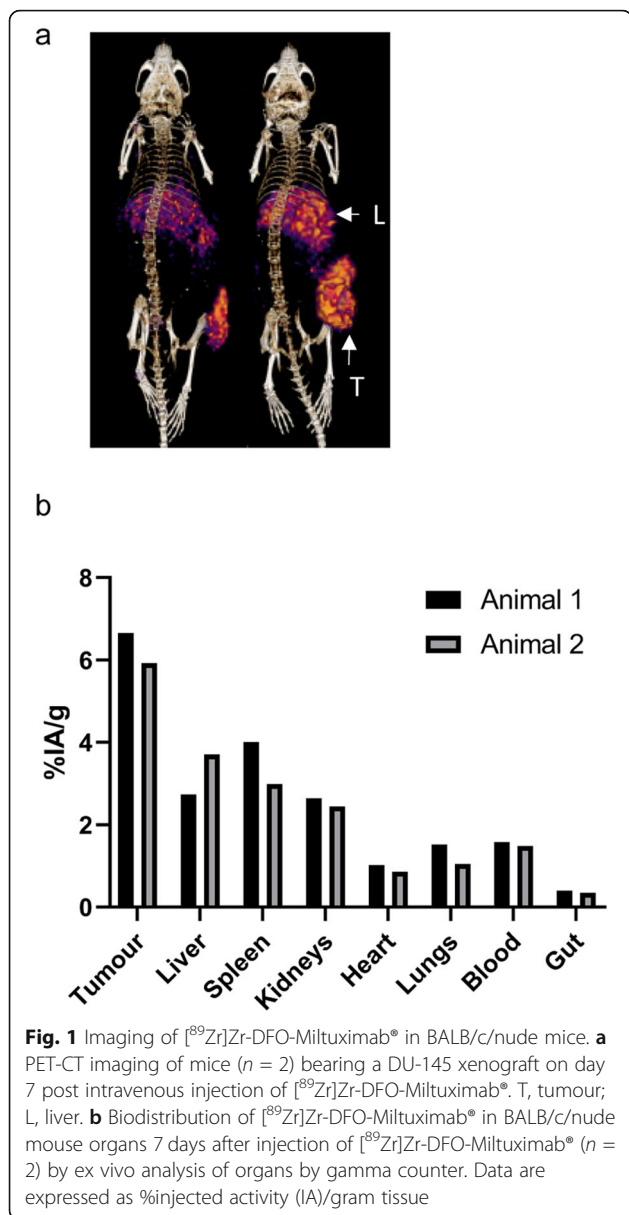 a
L
T
b
8
6
4
2
0
%IA/g
Animal 1
Animal 2
Tumour
Liver
Spleen
Kidneys
Heart
Lungs
Blood
Gut
Fig. 1 Imaging of [⁸⁹Zr]Zr-DFO-Miltuximab® in BALB/c/nude mice. a
PET-CT imaging of mice (n = 2) bearing a DU-145 xenograft on day
7 post intravenous injection of [⁸⁹Zr]Zr-DFO-Miltuximab®. T, tumour;
L, liver. b Biodistribution of [⁸⁹Zr]Zr-DFO-Miltuximab® in BALB/c/nude
mouse organs 7 days after injection of [⁸⁹Zr]Zr-DFO-Miltuximab® (n =
2) by ex vivo analysis of organs by gamma counter. Data are
expressed as %injected activity (IA)/gram tissue